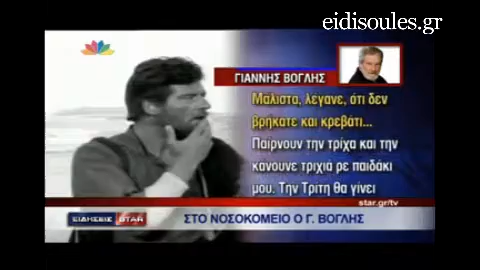 eidisoules.gr
ΓΙΑΝΝΗΣ ΒΟΓΛΗΣ
Μάλιστα, λέγανε, ότι δεν
βρήκατε και κρεβάτι...
Παίρνουν την τρίχα και την
κάνουνε τριχιά ρε παιδάκι
μου. Την Τρίτη θα γίνει
star.gr/tv
ΕΙΔΗΣΕΙΣ STAR
ΣΤΟ ΝΟΣΟΚΟΜΕΙΟ Ο Γ. ΒΟΓΛΗΣ